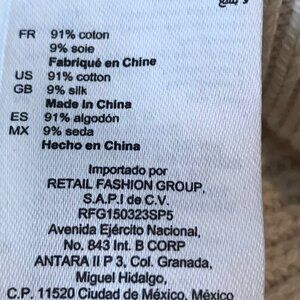 FR 91% coton
9% soie
Fabriqué en Chine
US 91% cotton
GB 9% silk
Made in China
ES 91% algodón
MX 9% seda
Hecho en China
Importado por
RETAIL FASHION GROUP,
S.A.P.I de C.V.
RFG150323SP5
Avenida Ejército Nacional,
No. 843 Int. B CORP
ANTARA II P 3, Col. Granada,
Miguel Hidalgo,
C.P. 11520 Ciudad de México, México